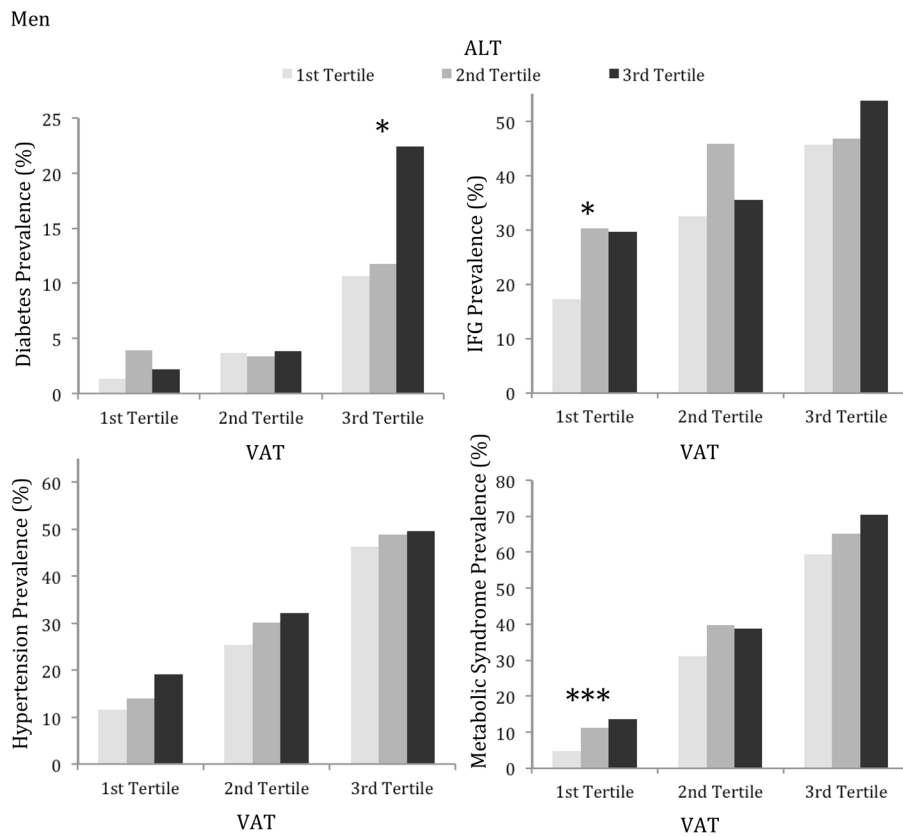 Men
ALT
1st Tertile 2nd Tertile 3rd Tertile
Diabetes Prevalence (%)
25
20
15
10
5
0
*
1st Tertile 2nd Tertile 3rd Tertile
VAT
IFG Prevalence (%)
50
40
30
20
10
0
*
1st Tertile 2nd Tertile 3rd Tertile
VAT
Hypertension Prevalence (%)
60
50
40
30
20
10
0
1st Tertile 2nd Tertile 3rd Tertile
VAT
Metabolic Syndrome Prevalence (%)
80
70
60
50
40
30
20
10
0
***
1st Tertile 2nd Tertile 3rd Tertile
VAT